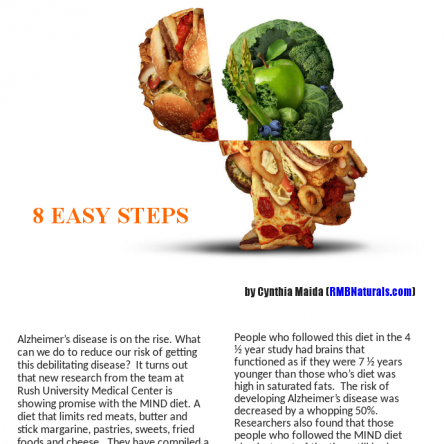 8 EASY STEPS
by Cynthia Maida (RMBNaturals.com)
Alzheimer's disease is on the rise. What
can we do to reduce our risk of getting
this debilitating disease?  It turns out
that new research from the team at
Rush University Medical Center is
showing promise with the MIND diet. A
diet that limits red meats, butter and
stick margarine, pastries, sweets, fried
foods and cheese.  They have compiled a
People who followed this diet in the 4
½ year study had brains that
functioned as if they were 7 ½ years
younger than those who's diet was
high in saturated fats.  The risk of
developing Alzheimer's disease was
decreased by a whopping 50%.
Researchers also found that those
people who followed the MIND diet